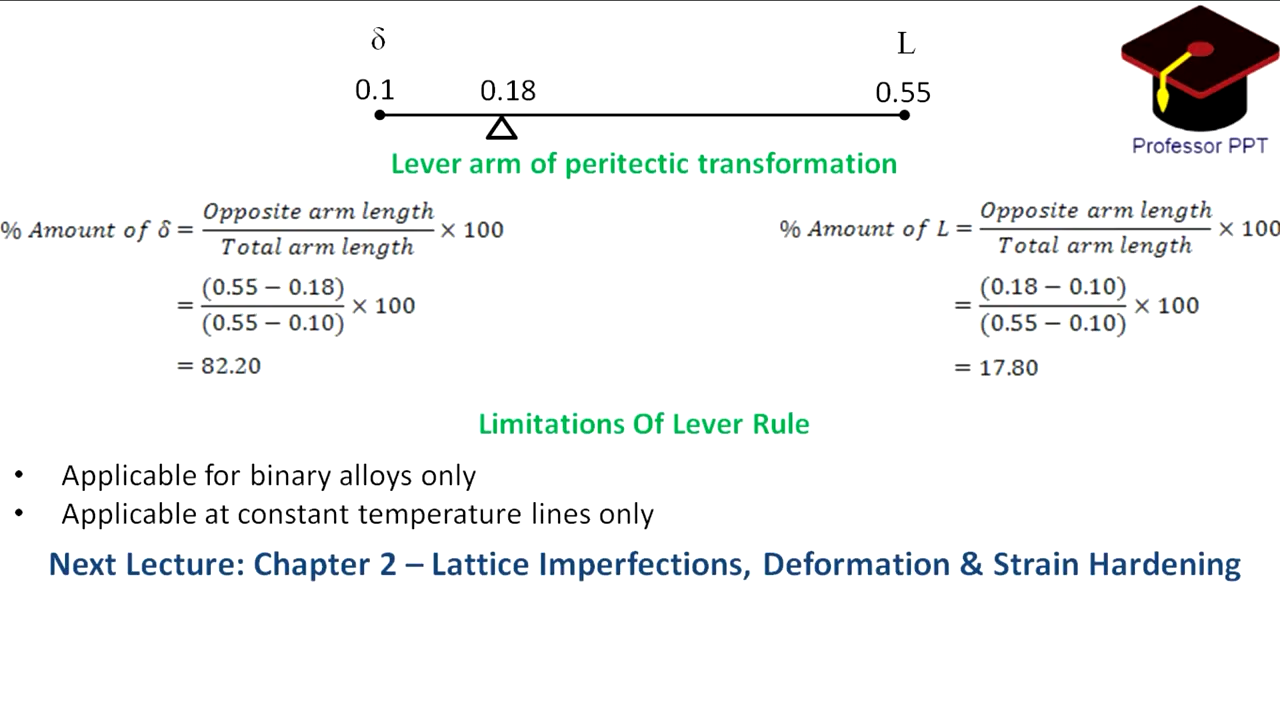 δ L
0.1 0.18 0.55
Professor PPT
Lever arm of peritectic transformation
% Amount of δ = Opposite arm length / Total arm length × 100
= (0.55 − 0.18) / (0.55 − 0.10) × 100
= 82.20
% Amount of L = Opposite arm length / Total arm length × 100
= (0.18 − 0.10) / (0.55 − 0.10) × 100
= 17.80
Limitations Of Lever Rule
• Applicable for binary alloys only
• Applicable at constant temperature lines only
Next Lecture: Chapter 2 – Lattice Imperfections, Deformation & Strain Hardening